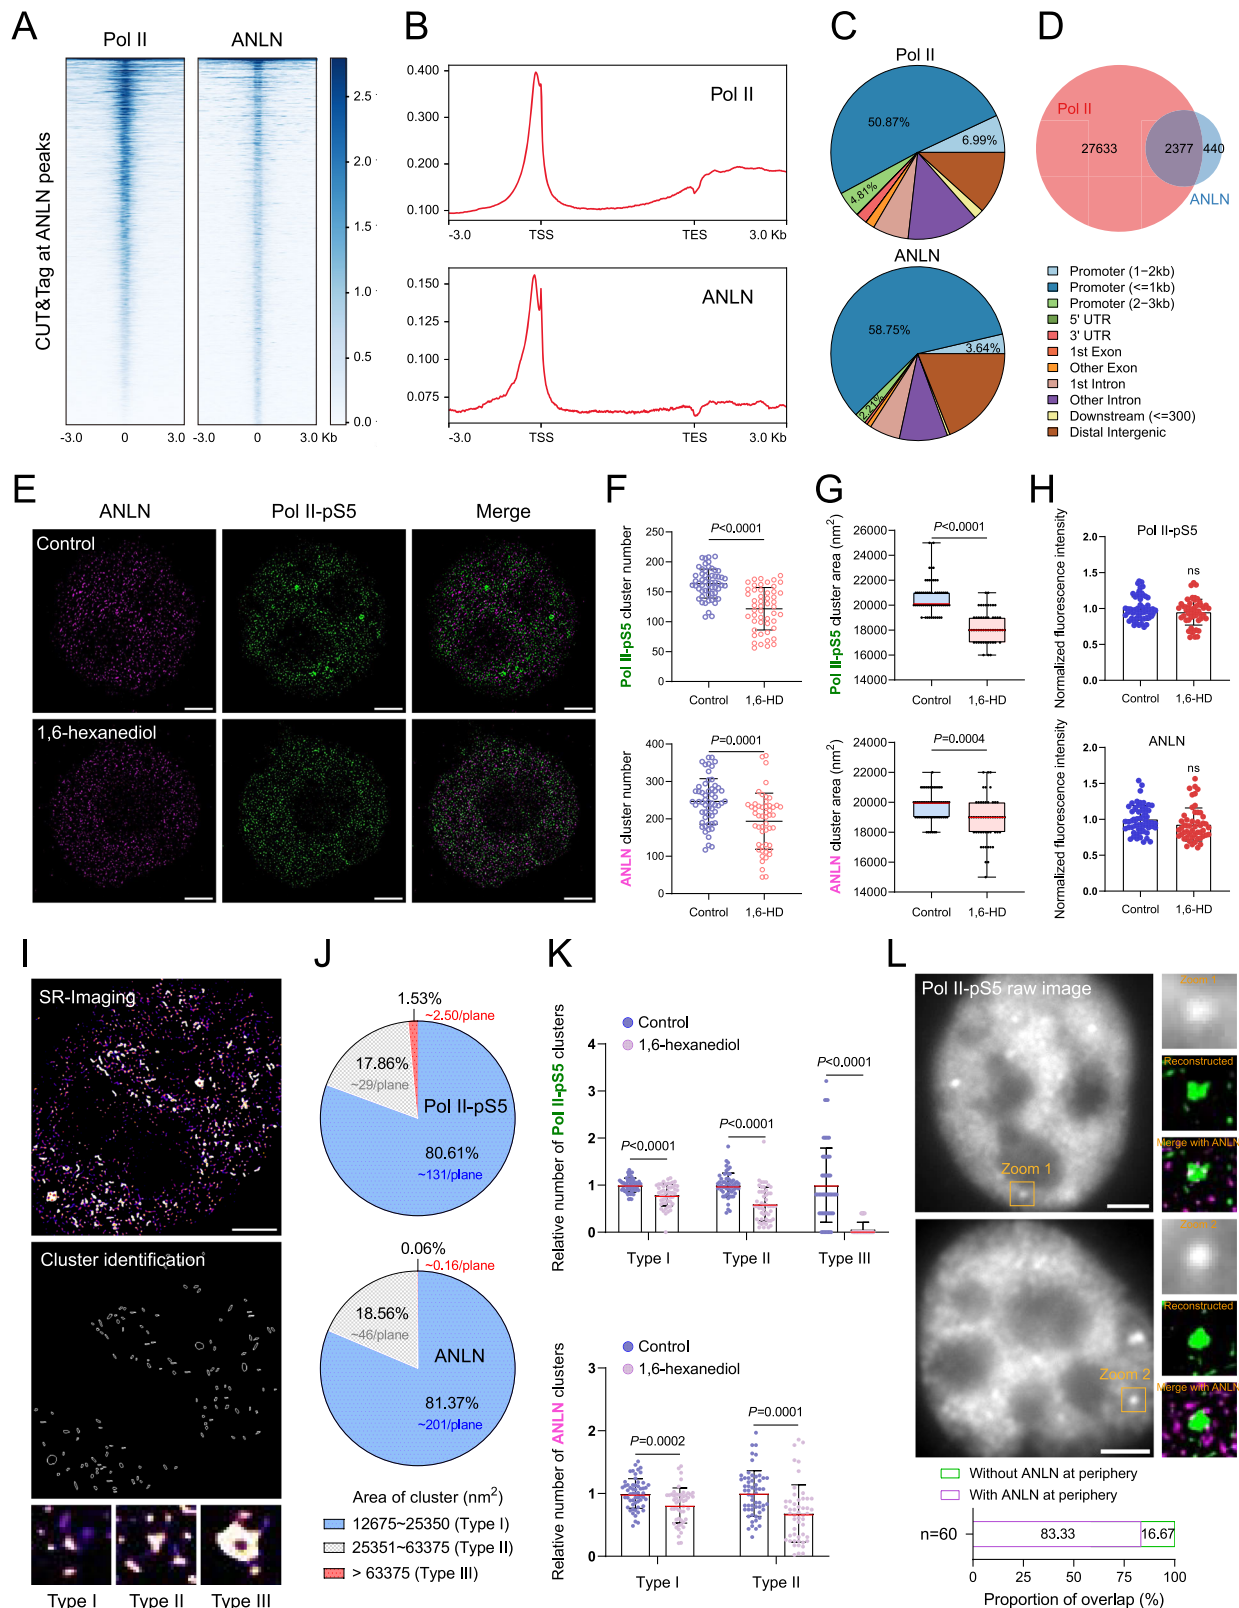 A
Pol II
ANLN
CUT&Tag at ANLN peaks
2.5
2.0
1.5
1.0
0.5
0.0
-3.0
0
3.0
-3.0
0
3.0 Kb
B
0.400
0.300
0.200
0.100
Pol II
-3.0
TSS
TES
3.0 Kb
0.150
0.125
0.100
0.075
ANLN
-3.0
TSS
TES
3.0 Kb
C
Pol II
50.87%
6.99%
4.81%
ANLN
58.75%
3.64%
2.21%
D
Pol II
27633
2377
440
ANLN
Promoter (1−2kb)
Promoter (<=1kb)
Promoter (2−3kb)
5' UTR
3' UTR
1st Exon
Other Exon
1st Intron
Other Intron
Downstream (<=300)
Distal Intergenic
E
ANLN
Pol II-pS5
Merge
Control
1,6-hexanediol
F
Pol II-pS5 cluster number
250
200
150
100
50
0
P<0.0001
Control
1,6-HD
ANLN cluster number
400
300
200
100
0
P=0.0001
Control
1,6-HD
G
Pol II-pS5 cluster area (nm²)
26000
24000
22000
20000
18000
16000
14000
P<0.0001
Control
1,6-HD
ANLN cluster area (nm²)
24000
22000
20000
18000
16000
14000
P=0.0004
Control
1,6-HD
H
Normalized fluorescence intensity
2.0
1.5
1.0
0.5
0.0
Pol II-pS5
ns
Control
1,6-HD
Normalized fluorescence intensity
2.0
1.5
1.0
0.5
0.0
ANLN
ns
Control
1,6-HD
I
SR-Imaging
Cluster identification
Type I
Type II
Type III
J
1.53%
~2.50/plane
17.86%
~29/plane
Pol II-pS5
80.61%
~131/plane
0.06%
~0.16/plane
18.56%
~46/plane
ANLN
81.37%
~201/plane
Area of cluster (nm²)
12675~25350 (Type I)
25351~63375 (Type II)
> 63375 (Type III)
K
Control
1,6-hexanediol
Relative number of Pol II-pS5 clusters
4
3
2
1
0
P<0.0001
P<0.0001
P<0.0001
Type I
Type II
Type III
Control
1,6-hexanediol
Relative number of ANLN clusters
3
2
1
0
P=0.0002
P=0.0001
Type I
Type II
L
Pol II-pS5 raw image
Zoom 1
Zoom 1
Reconstructed
Merge with ANLN
Zoom 2
Zoom 2
Reconstructed
Merge with ANLN
Without ANLN at periphery
With ANLN at periphery
n=60
83.33
16.67
0
25
50
75
100
Proportion of overlap (%)